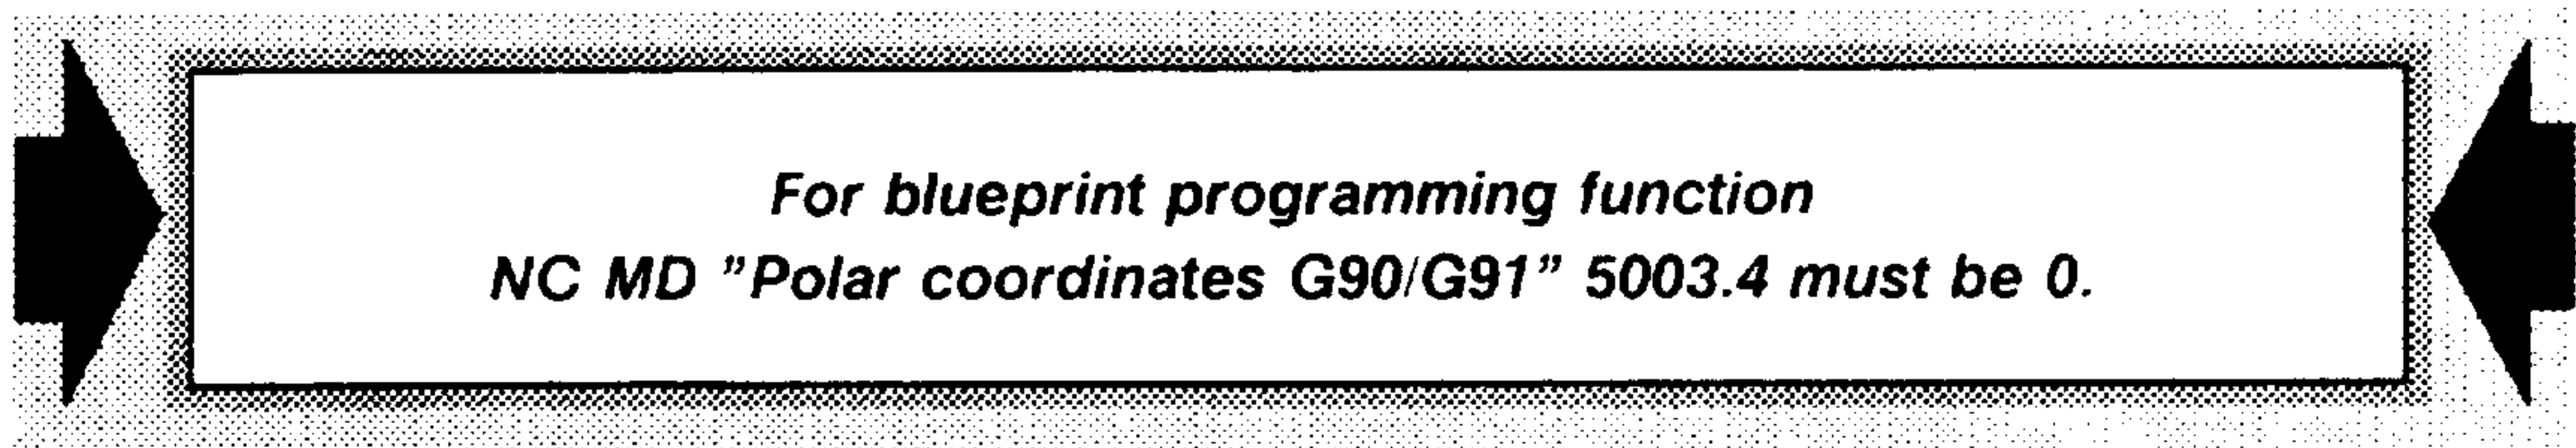 For blueprint programming function
NC MD ”Polar coordinates G90/G91” 5003.4 must be 0.